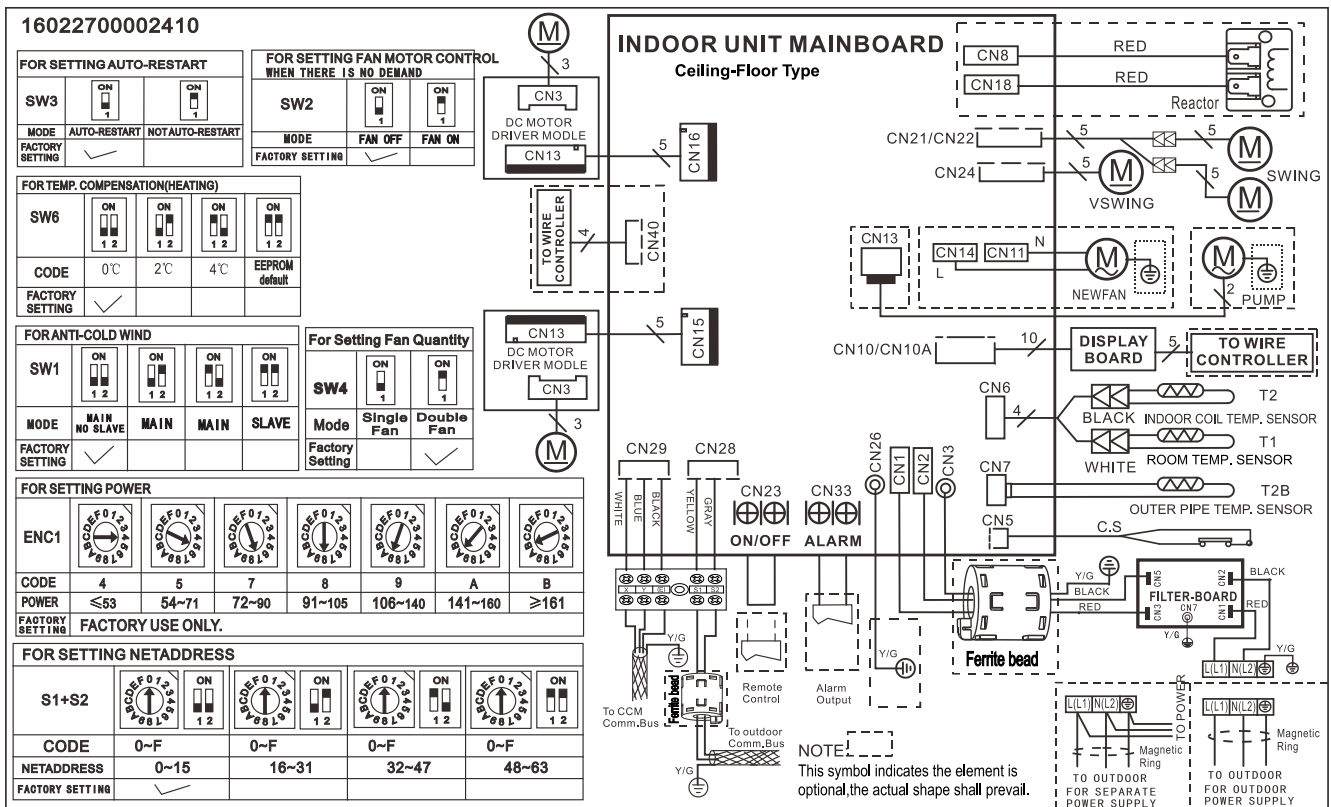 16022700002410
FOR SETTING AUTO-RESTART
SW3
ON
1
ON
1
MODE AUTO-RESTART NOT AUTO-RESTART
FACTORY
SETTING
FOR SETTING FAN MOTOR CONTROL
WHEN THERE IS NO DEMAND
SW2
ON
1
ON
1
MODE FAN OFF FAN ON
FACTORY SETTING
FOR TEMP. COMPENSATION(HEATING)
SW6
ON ON ON ON
1 2 1 2 1 2 1 2
CODE 0℃ 2℃ 4℃ EEPROM
default
FACTORY
SETTING
FOR ANTI-COLD WIND
SW1
ON ON ON ON
1 2 1 2 1 2 1 2
MODE MAIN
NO SLAVE MAIN MAIN SLAVE
FACTORY
SETTING
For Setting Fan Quantity
SW4
ON ON
1 1
Mode Single
Fan Double
Fan
Factory
Setting
FOR SETTING POWER
ENC1
CODE 4 5 7 8 9 A B
POWER ≤53 54~71 72~90 91~105 106~140 141~160 ≥161
FACTORY
SETTING FACTORY USE ONLY.
FOR SETTING NETADDRESS
S1+S2
ON ON ON ON
1 2 1 2 1 2 1 2
CODE 0~F 0~F 0~F 0~F
NETADDRESS 0~15 16~31 32~47 48~63
FACTORY SETTING
M
3
CN3
DC MOTOR
DRIVER MODLE
CN13
5
CN16
TO WIRE
CONTROLLER
4
CN40
CN13
DC MOTOR
DRIVER MODLE
CN3
5
CN15
3
M
INDOOR UNIT MAINBOARD
Ceiling-Floor Type
CN8
RED
CN18
RED
Reactor
CN21/CN22
5
5
M
SWING
CN24
5
M
VSWING
5
M
CN13
CN14
CN11
N
L
M
NEWFAN
M
2
PUMP
CN10/CN10A
10
DISPLAY
BOARD
5
TO WIRE
CONTROLLER
CN6
4
T2
BLACK INDOOR COIL TEMP. SENSOR
T1
WHITE ROOM TEMP. SENSOR
CN7
T2B
OUTER PIPE TEMP. SENSOR
CN5
C.S
CN29
CN28
WHITE
BLUE
BLACK
YELLOW
GRAY
CN23
ON/OFF
CN33
ALARM
CN26
CN1
CN2
CN3
X Y E S1 S2
Y/G
To CCM
Comm.Bus
Ferrite bead
To outdoor
Comm.Bus
Y/G
Remote
Control
Alarm
Output
Y/G
Ferrite bead
Y/G
BLACK
RED
CN5
CN2
FILTER-BOARD
CN3
CN7
CN1
Y/G
BLACK
RED
Y/G
L(L1) N(L2)
L(L1) N(L2)
TO POWER
Magnetic
Ring
TO OUTDOOR
FOR SEPARATE
POWER SUPPLY
L(L1) N(L2)
Magnetic
Ring
TO OUTDOOR
FOR OUTDOOR
POWER SUPPLY
NOTE:
This symbol indicates the element is
optional,the actual shape shall prevail.